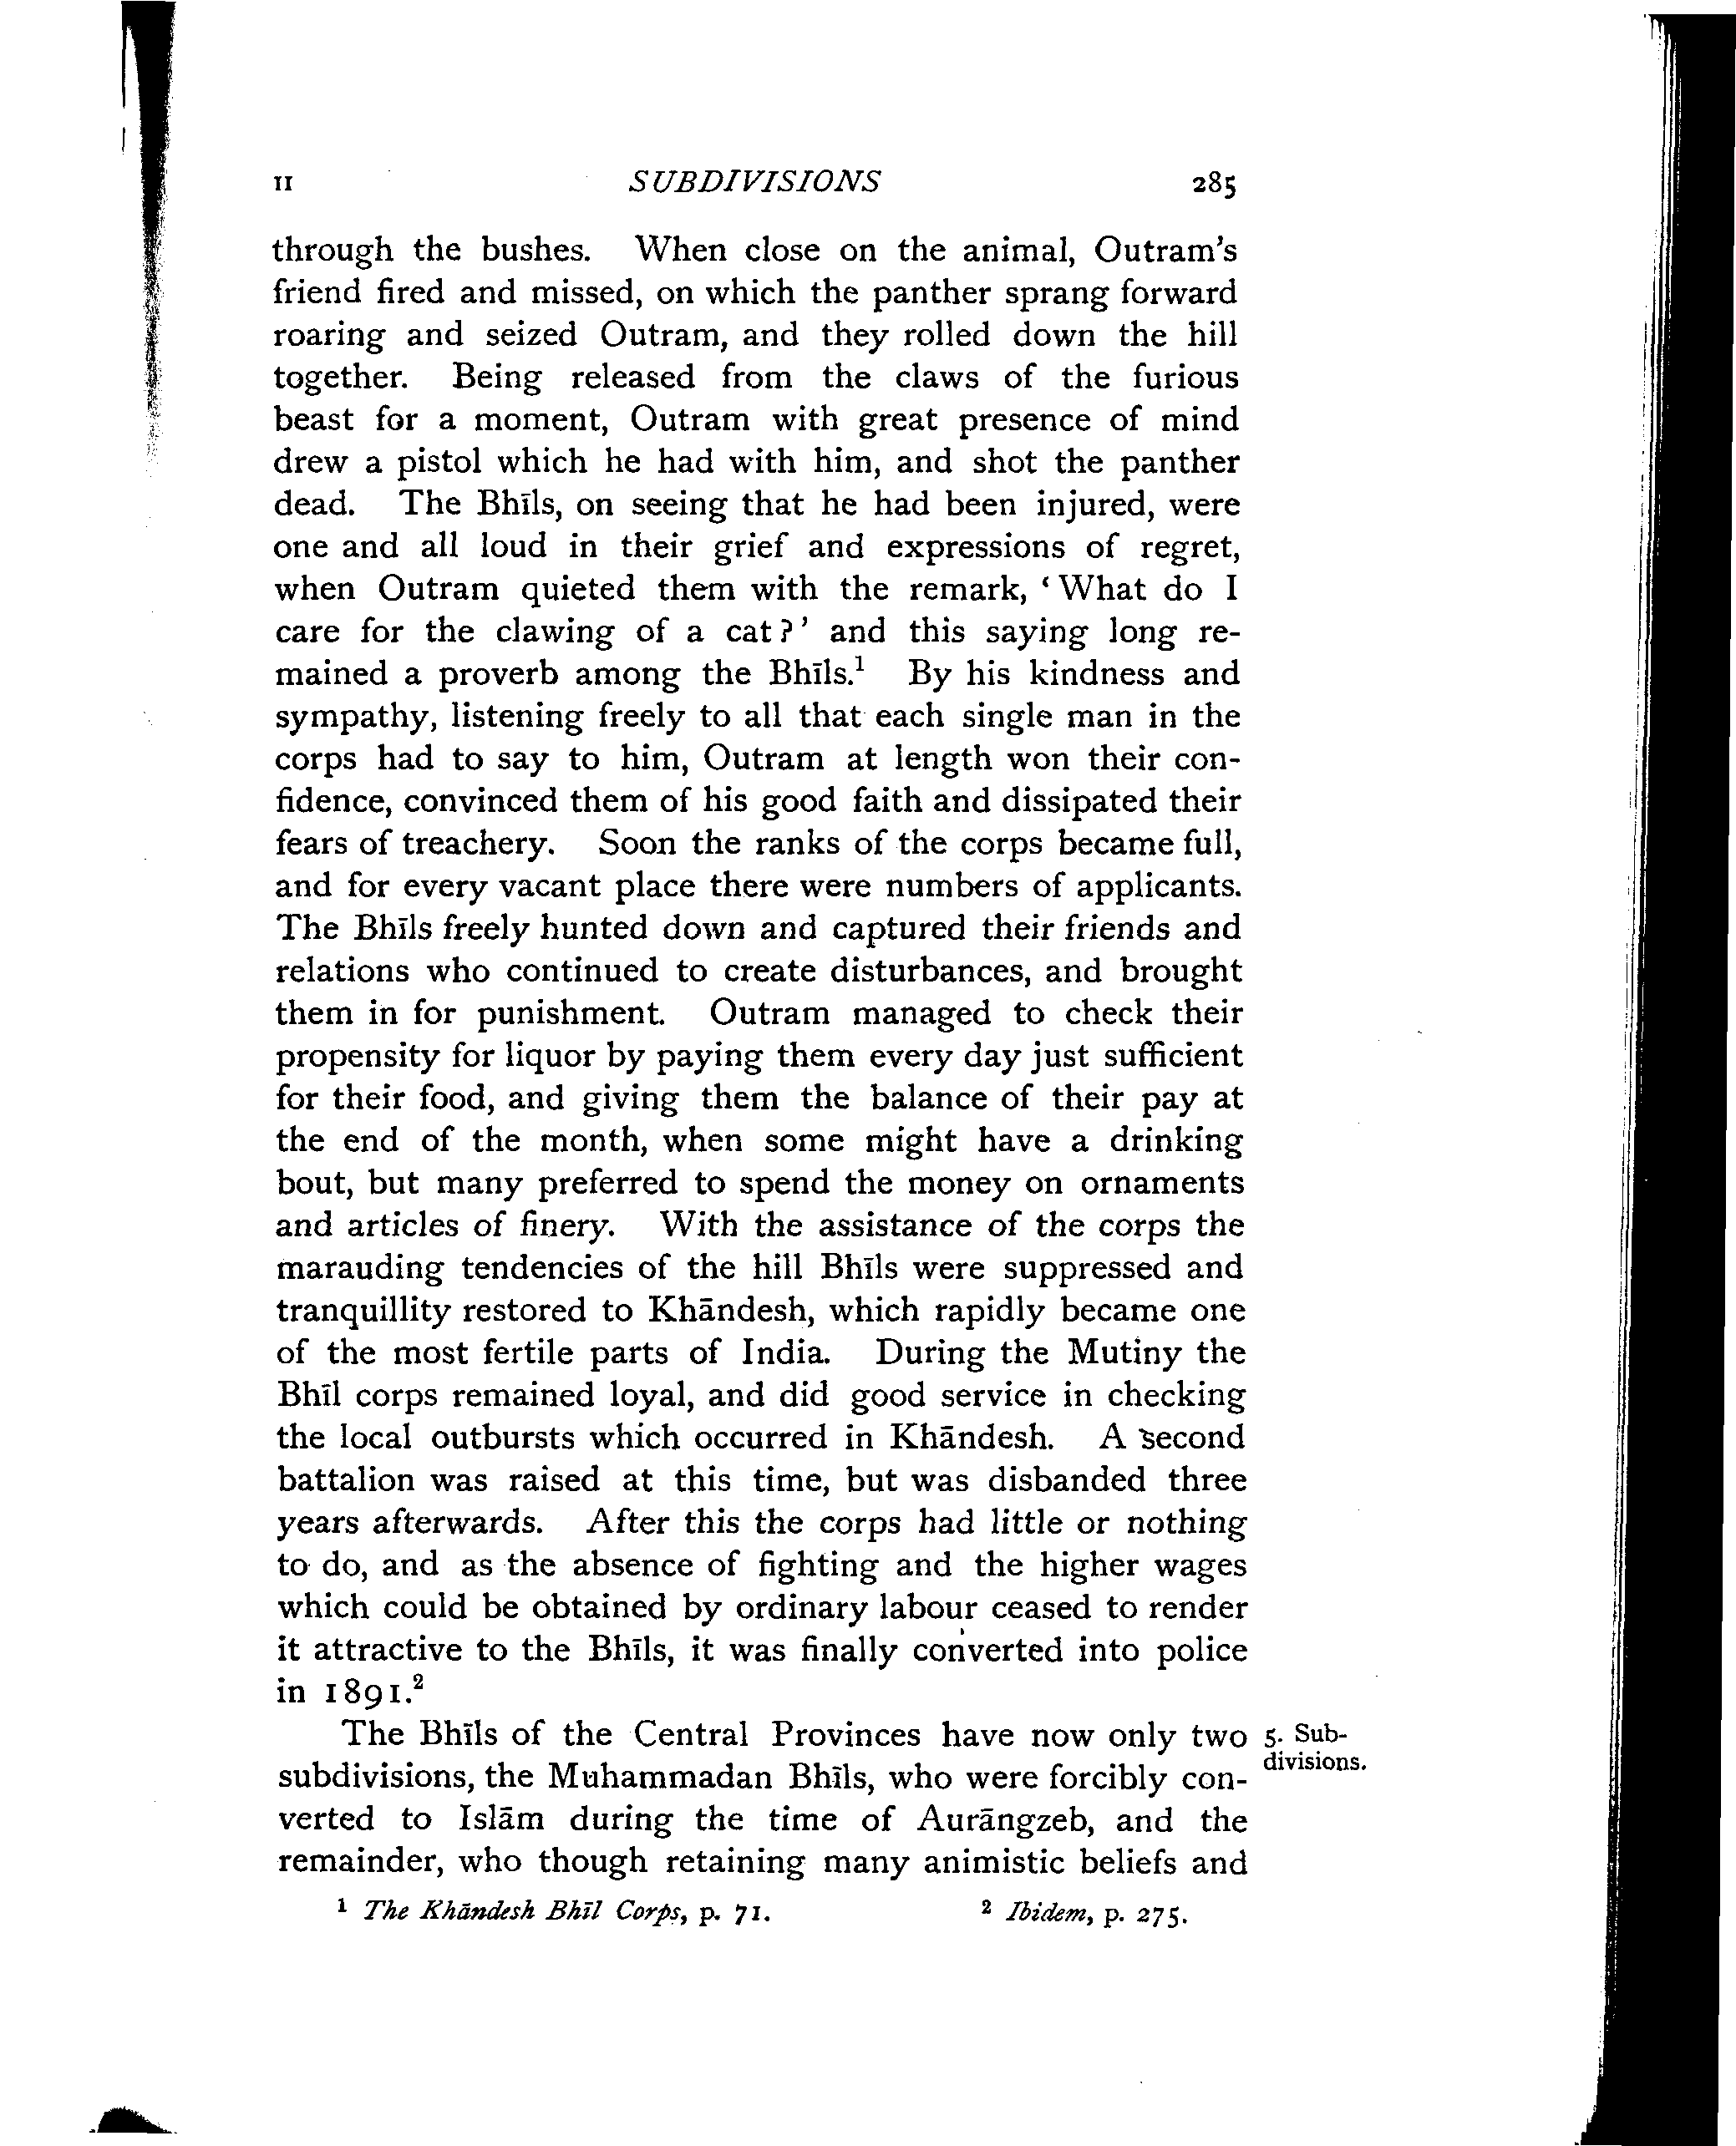 II SUBDIVISIONS 285
through the bushes. When close on the animal, Outram's
friend fired and missed, on which the panther sprang forward
roaring and seized Outram, and they rolled down the hill
together. Being released from the claws of the furious
beast for a moment, Outram with great presence of mind
drew a pistol which he had with him, and shot the panther
dead. The Bhīls, on seeing that he had been injured, were
one and all loud in their grief and expressions of regret,
when Outram quieted them with the remark, ‘What do I
care for the clawing of a cat?’ and this saying long re-
mained a proverb among the Bhīls.¹ By his kindness and
sympathy, listening freely to all that each single man in the
corps had to say to him, Outram at length won their con-
fidence, convinced them of his good faith and dissipated their
fears of treachery. Soon the ranks of the corps became full,
and for every vacant place there were numbers of applicants.
The Bhīls freely hunted down and captured their friends and
relations who continued to create disturbances, and brought
them in for punishment. Outram managed to check their
propensity for liquor by paying them every day just sufficient
for their food, and giving them the balance of their pay at
the end of the month, when some might have a drinking
bout, but many preferred to spend the money on ornaments
and articles of finery. With the assistance of the corps the
marauding tendencies of the hill Bhīls were suppressed and
tranquillity restored to Khāndesh, which rapidly became one
of the most fertile parts of India. During the Mutiny the
Bhīl corps remained loyal, and did good service in checking
the local outbursts which occurred in Khāndesh. A second
battalion was raised at this time, but was disbanded three
years afterwards. After this the corps had little or nothing
to do, and as the absence of fighting and the higher wages
which could be obtained by ordinary labour ceased to render
it attractive to the Bhīls, it was finally converted into police
in 1891.²
The Bhīls of the Central Provinces have now only two
subdivisions, the Muhammadan Bhīls, who were forcibly con-
verted to Islām during the time of Aurāngzeb, and the
remainder, who though retaining many animistic beliefs and
5. Sub-
divisions.
¹ The Khāndesh Bhīl Corps, p. 71. ² Ibidem, p. 275.